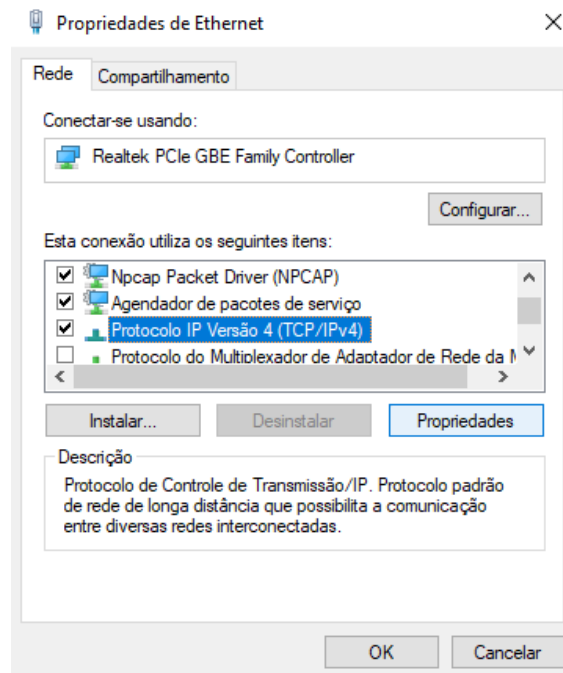 Propriedades de Ethernet
Rede
Compartilhamento
Conectar-se usando:
Realtek PCIe GBE Family Controller
Configurar...
Esta conexão utiliza os seguintes itens:
Npcap Packet Driver (NPCAP)
Agendador de pacotes de serviço
Protocolo IP Versão 4 (TCP/IPv4)
Protocolo do Multiplexador de Adaptador de Rede da
Instalar...
Desinstalar
Propriedades
Descrição
Protocolo de Controle de Transmissão/IP. Protocolo padrão
de rede de longa distância que possibilita a comunicação
entre diversas redes interconectadas.
OK
Cancelar